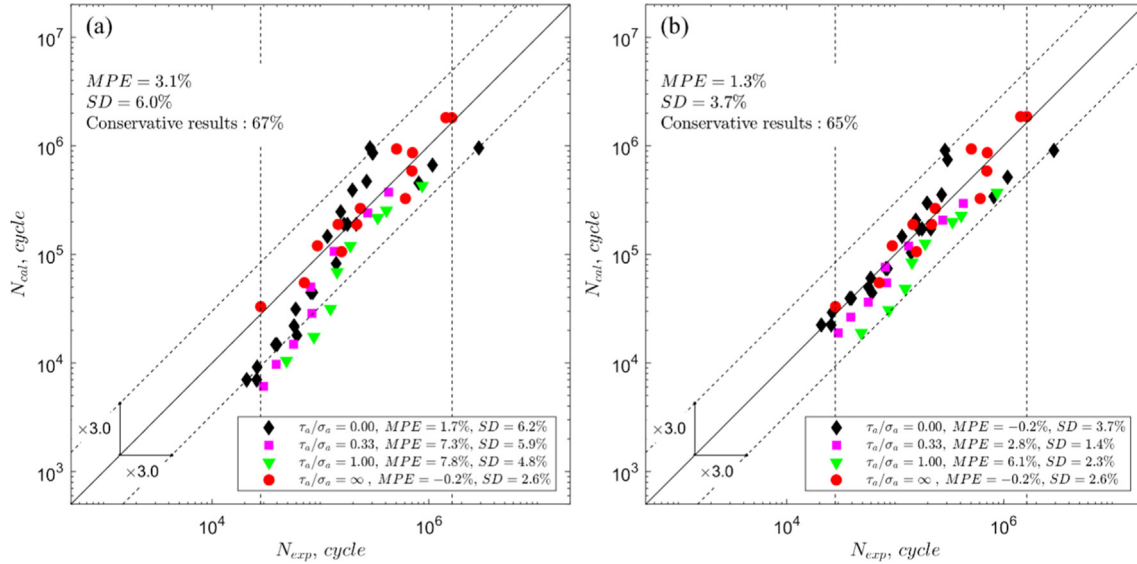 (a)
MPE = 3.1%
SD = 6.0%
Conservative results : 67%
10^7
10^6
10^5
10^4
10^3
N_cal, cycle
×3.0
×3.0
τ_a/σ_a = 0.00, MPE = 1.7%, SD = 6.2%
τ_a/σ_a = 0.33, MPE = 7.3%, SD = 5.9%
τ_a/σ_a = 1.00, MPE = 7.8%, SD = 4.8%
τ_a/σ_a = ∞ , MPE = −0.2%, SD = 2.6%
10^4
10^6
N_exp, cycle
(b)
MPE = 1.3%
SD = 3.7%
Conservative results : 65%
10^7
10^6
10^5
10^4
10^3
N_cal, cycle
×3.0
×3.0
τ_a/σ_a = 0.00, MPE = −0.2%, SD = 3.7%
τ_a/σ_a = 0.33, MPE = 2.8%, SD = 1.4%
τ_a/σ_a = 1.00, MPE = 6.1%, SD = 2.3%
τ_a/σ_a = ∞ , MPE = −0.2%, SD = 2.6%
10^4
10^6
N_exp, cycle